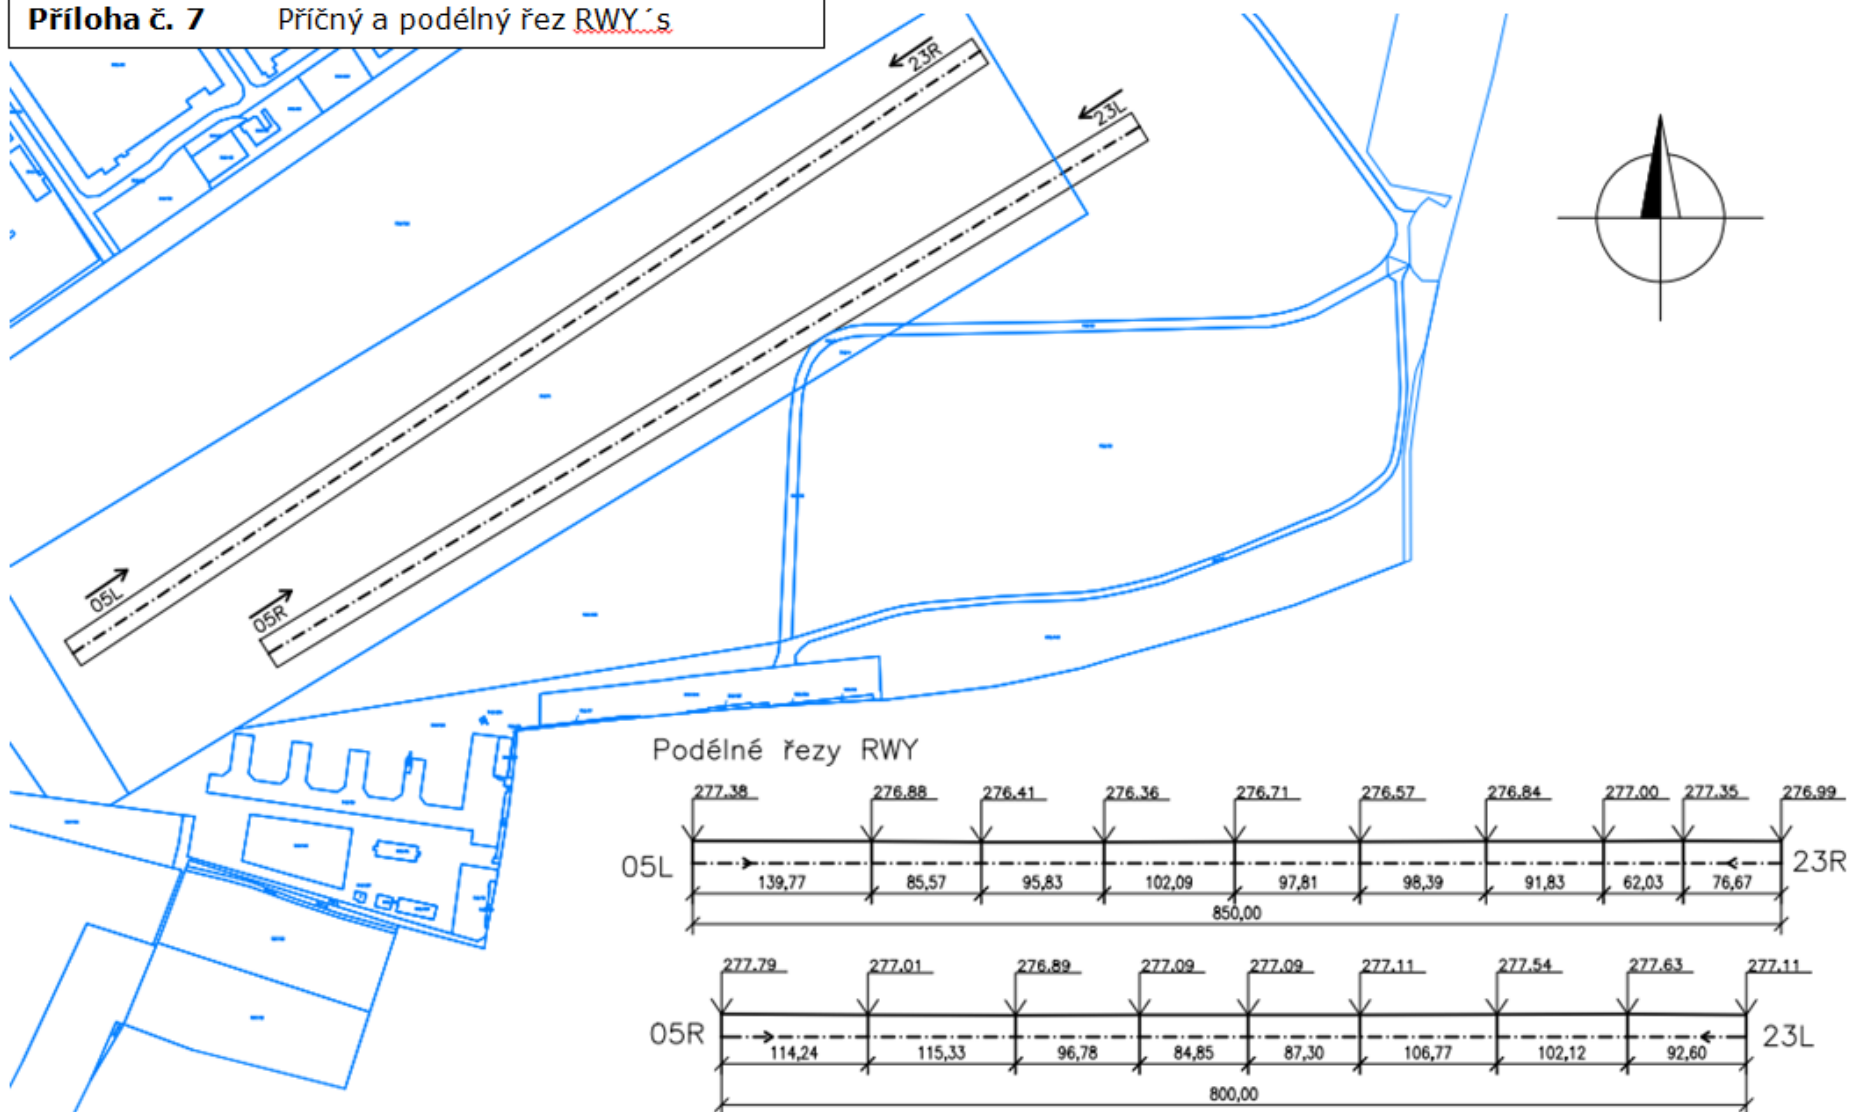 Příloha č. 7 Příčný a podélný řez RWY´s
23R
23L
05L
05R
Podélné řezy RWY
277.38 276.88 276.41 276.36 276.71 276.57 276.84 277.00 277.35 276.99
05L 23R
139,77 85,57 95,83 102,09 97,81 98,39 91,83 62,03 76,67
850,00
277.79 277.01 276.89 277.09 277.09 277.11 277.54 277.63 277.11
05R 23L
114,24 115,33 96,78 84,85 87,30 106,77 102,12 92,60
800,00